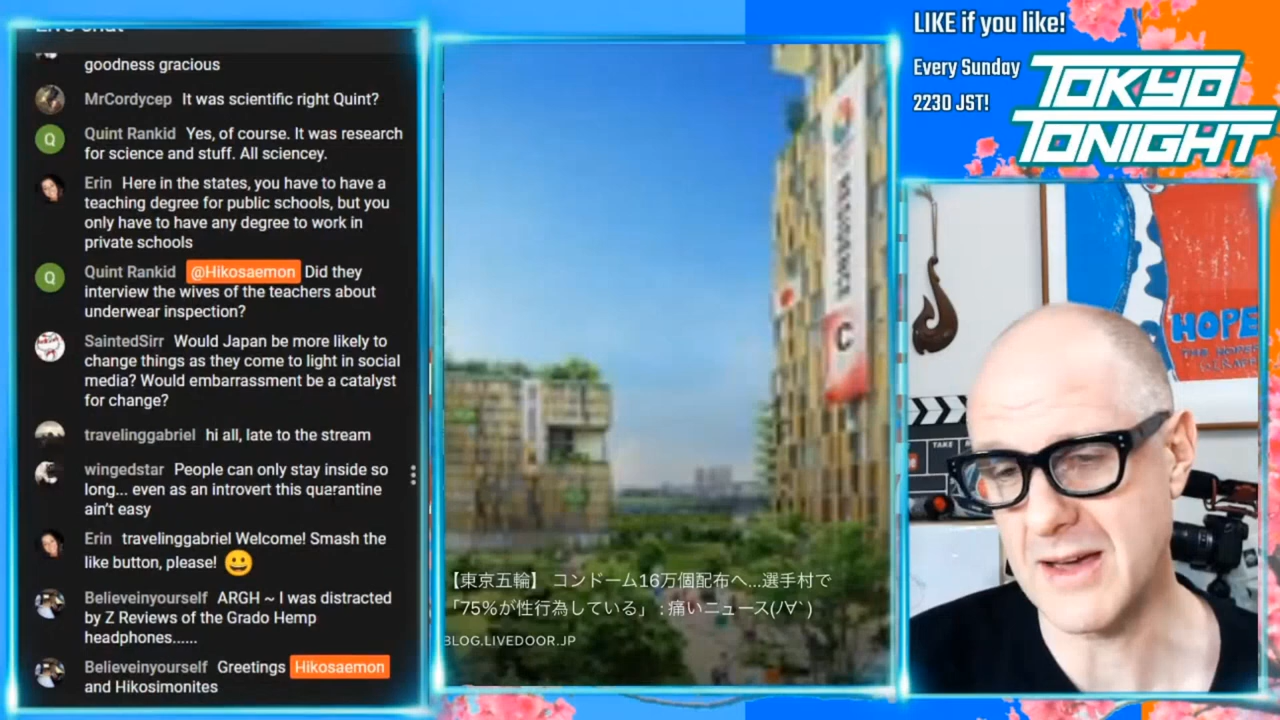 Live chat
goodness gracious
MrCordycep It was scientific right Quint?
Quint Rankid Yes, of course. It was research
for science and stuff. All sciencey.
Erin Here in the states, you have to have a
teaching degree for public schools, but you
only have to have any degree to work in
private schools
Quint Rankid @Hikosaemon Did they
interview the wives of the teachers about
underwear inspection?
SaintedSirr Would Japan be more likely to
change things as they come to light in social
media? Would embarrassment be a catalyst
for change?
travelinggabriel hi all, late to the stream
wingedstar People can only stay inside so
long... even as an introvert this quarantine
ain't easy
Erin travelinggabriel Welcome! Smash the
like button, please! 😀
Believeinyourself ARGH ~ I was distracted
by Z Reviews of the Grado Hemp
headphones......
Believeinyourself Greetings Hikosaemon
and Hikosimonites
【東京五輪】 コンドーム16万個配布へ...選手村で
「75%が性行為している」 : 痛いニュース(ﾉ∀`)
BLOG.LIVEDOOR.JP
LIKE if you like!
Every Sunday
2230 JST!
TOKYO
TONIGHT
HOPE
TAKE
Q
Q
C